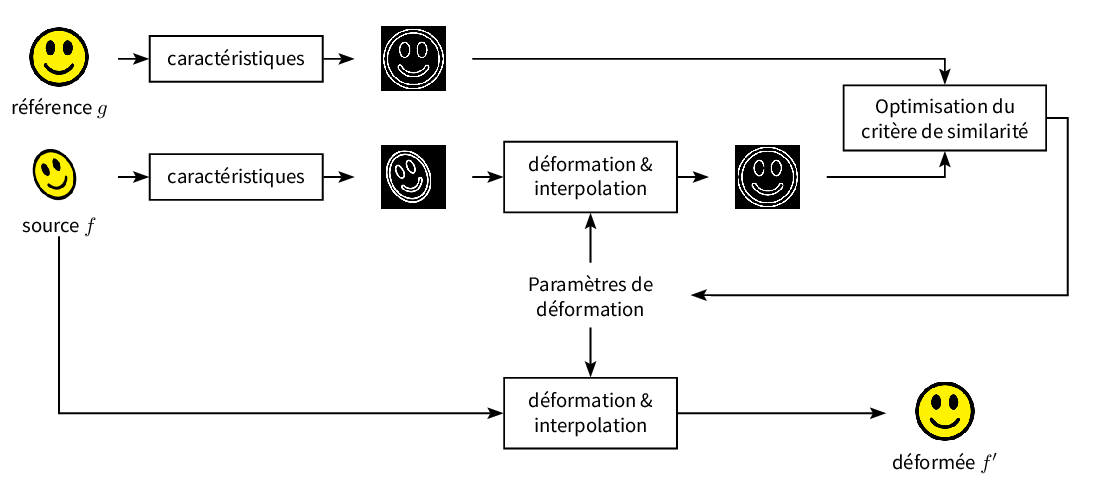 caractéristiques
référence g
Optimisation du
critère de similarité
caractéristiques
déformation &
interpolation
source f
Paramètres de
déformation
déformation &
interpolation
déformée f′